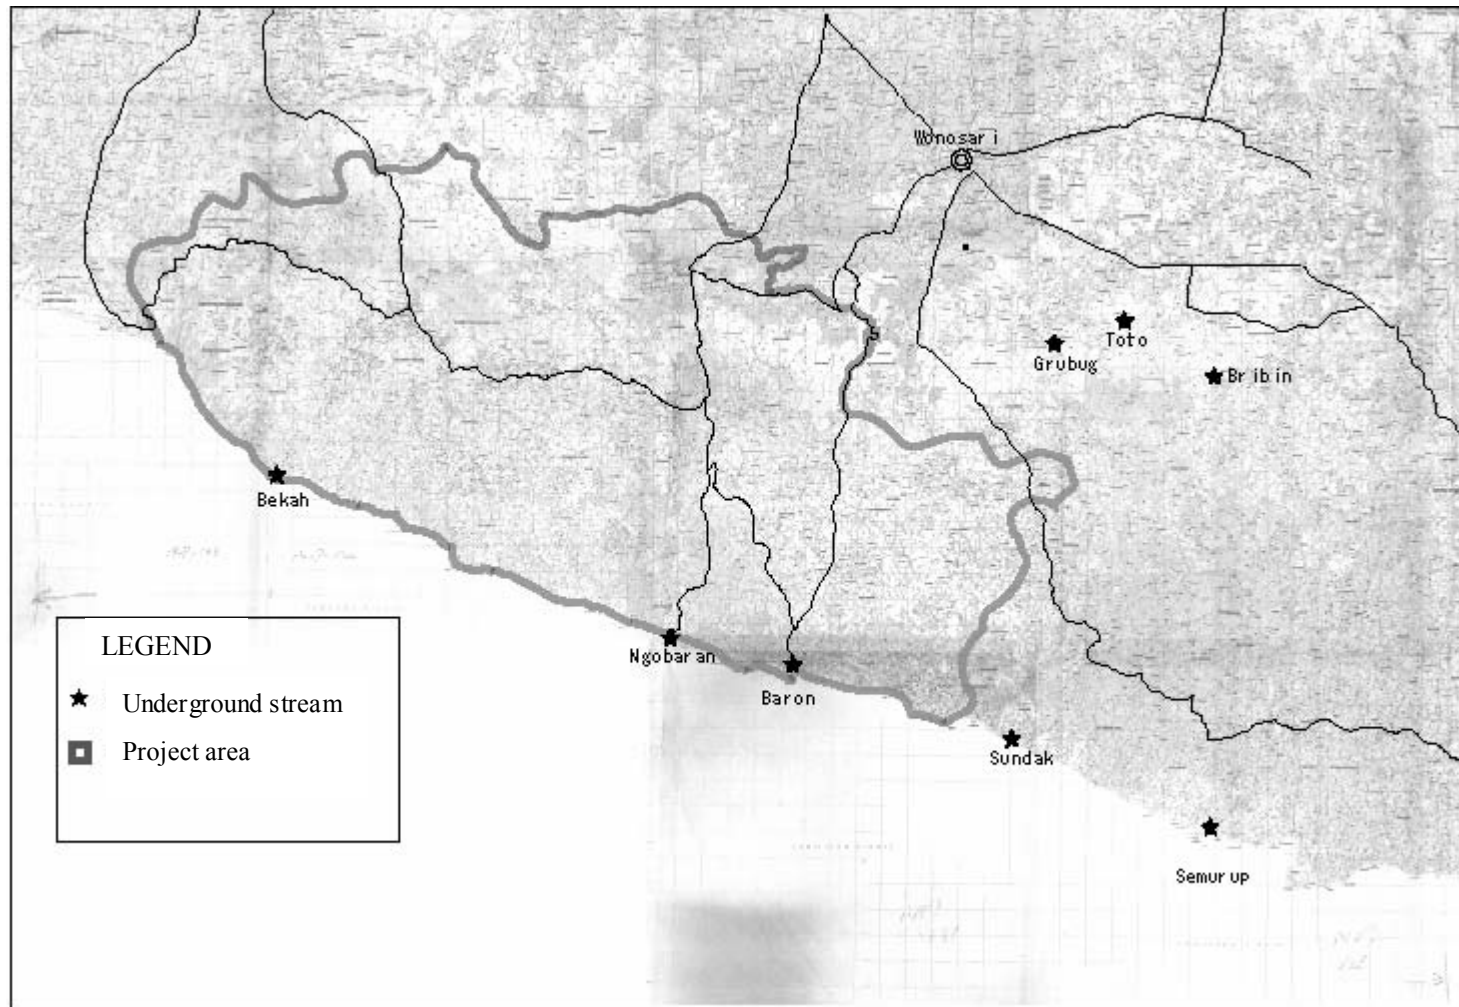 Wonosari
Toto
Grubug
Bribin
Bekah
LEGEND
Underground stream
Project area
Ngobaran
Baron
Sundak
Semurup